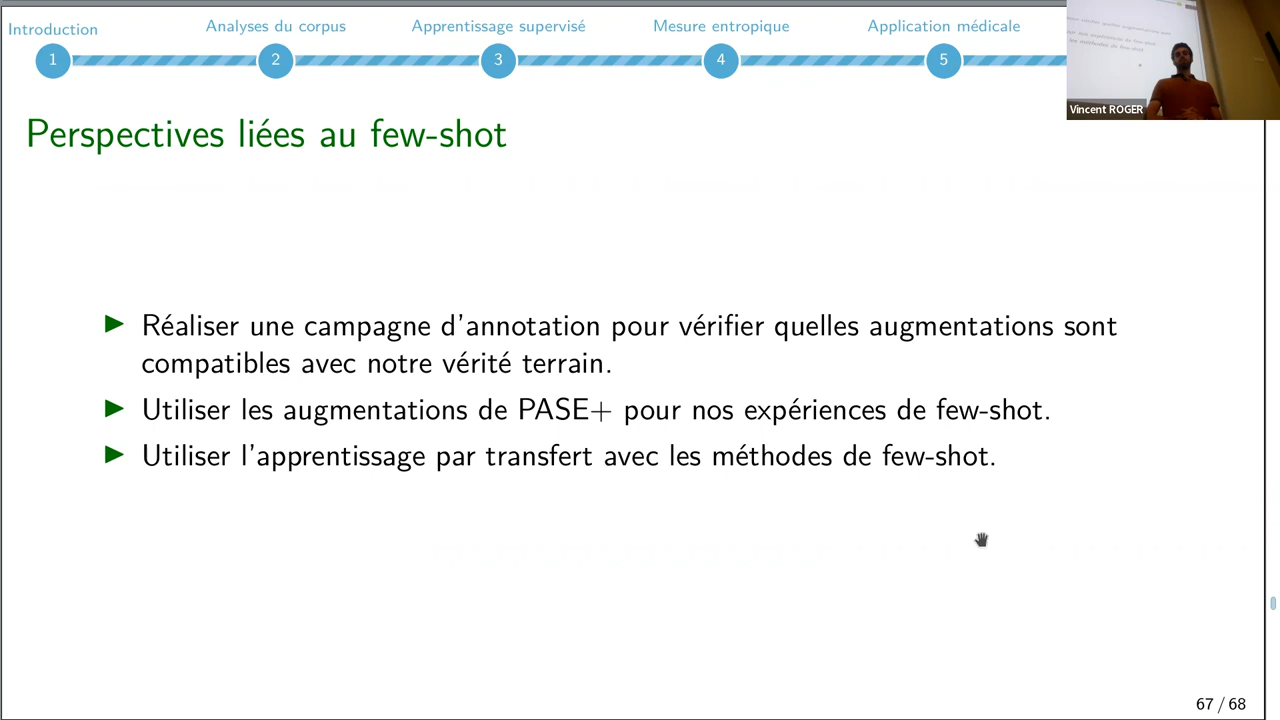 Introduction
Analyses du corpus
Apprentissage supervisé
Mesure entropique
Application médicale
1
2
3
4
5
Vincent ROGER
Perspectives liées au few-shot
Réaliser une campagne d'annotation pour vérifier quelles augmentations sont
compatibles avec notre vérité terrain.
Utiliser les augmentations de PASE+ pour nos expériences de few-shot.
Utiliser l'apprentissage par transfert avec les méthodes de few-shot.
67 / 68